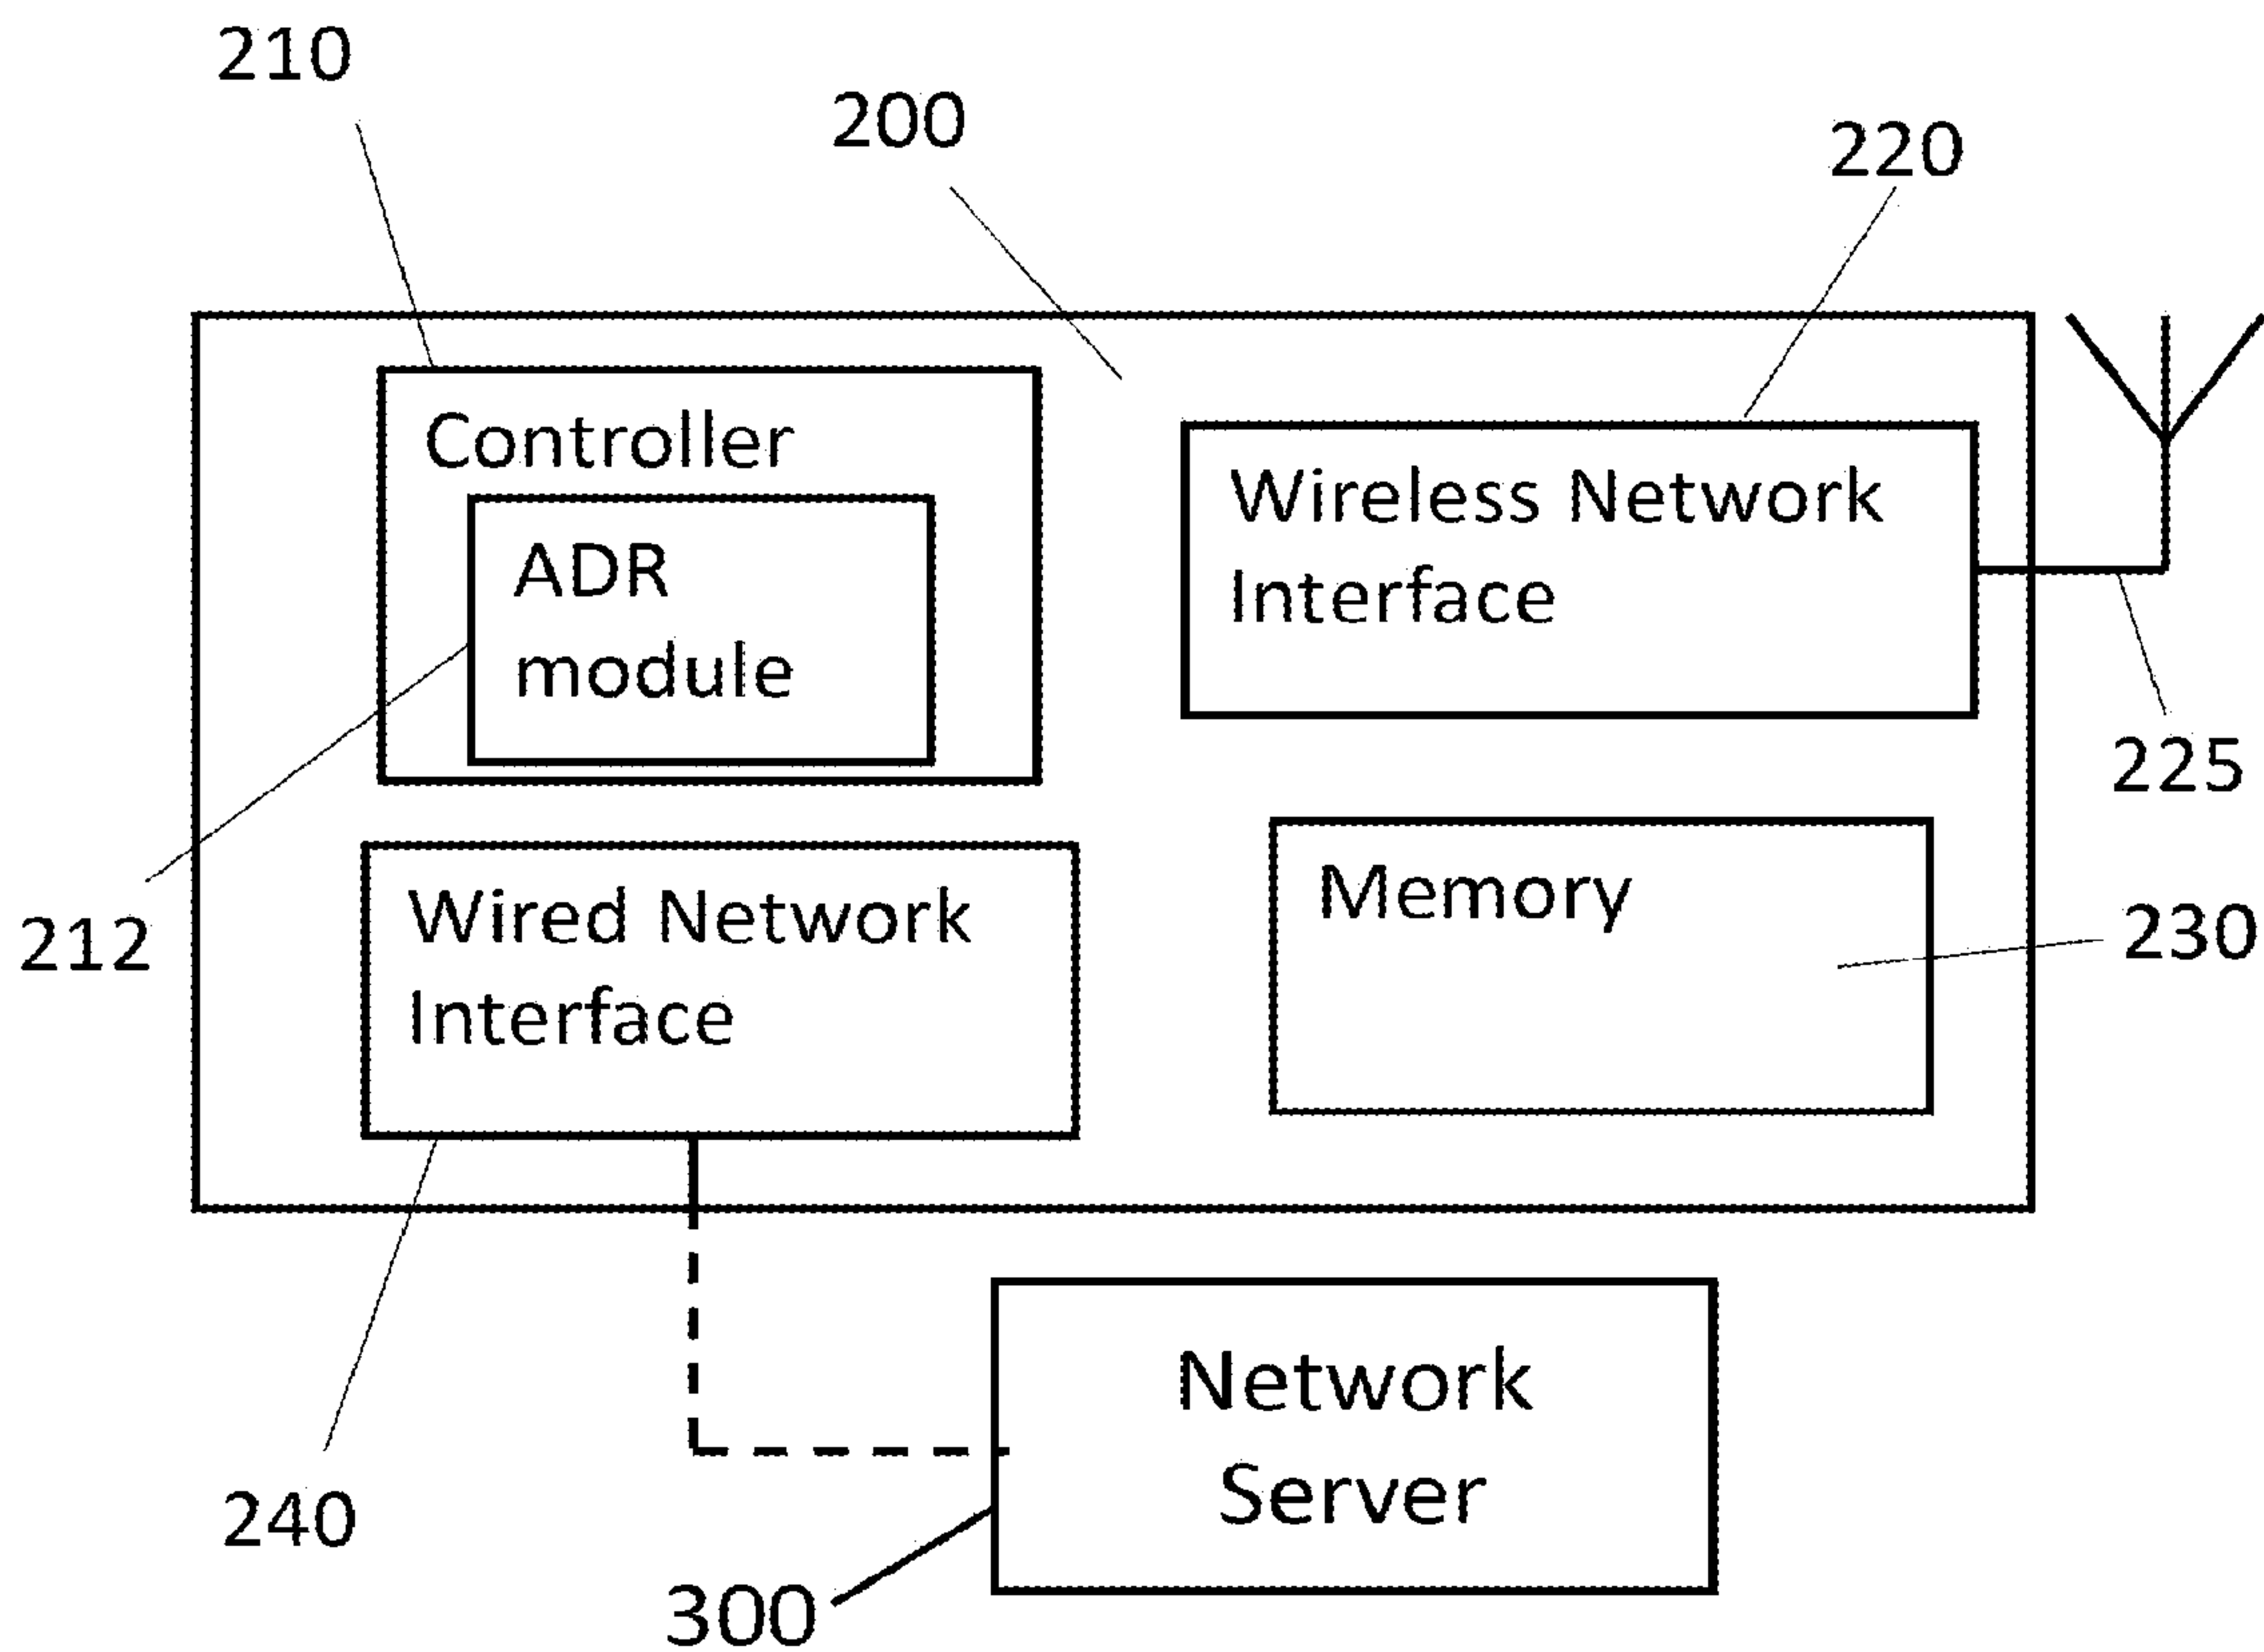 210
200
220
Controller
Wireless Network
Interface
ADR
module
225
Memory
Wired Network
Interface
212
230
Network
Server
240
300